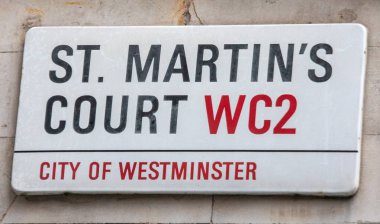 ST. MARTIN'S
COURT WC2
CITY OF WESTMINSTER